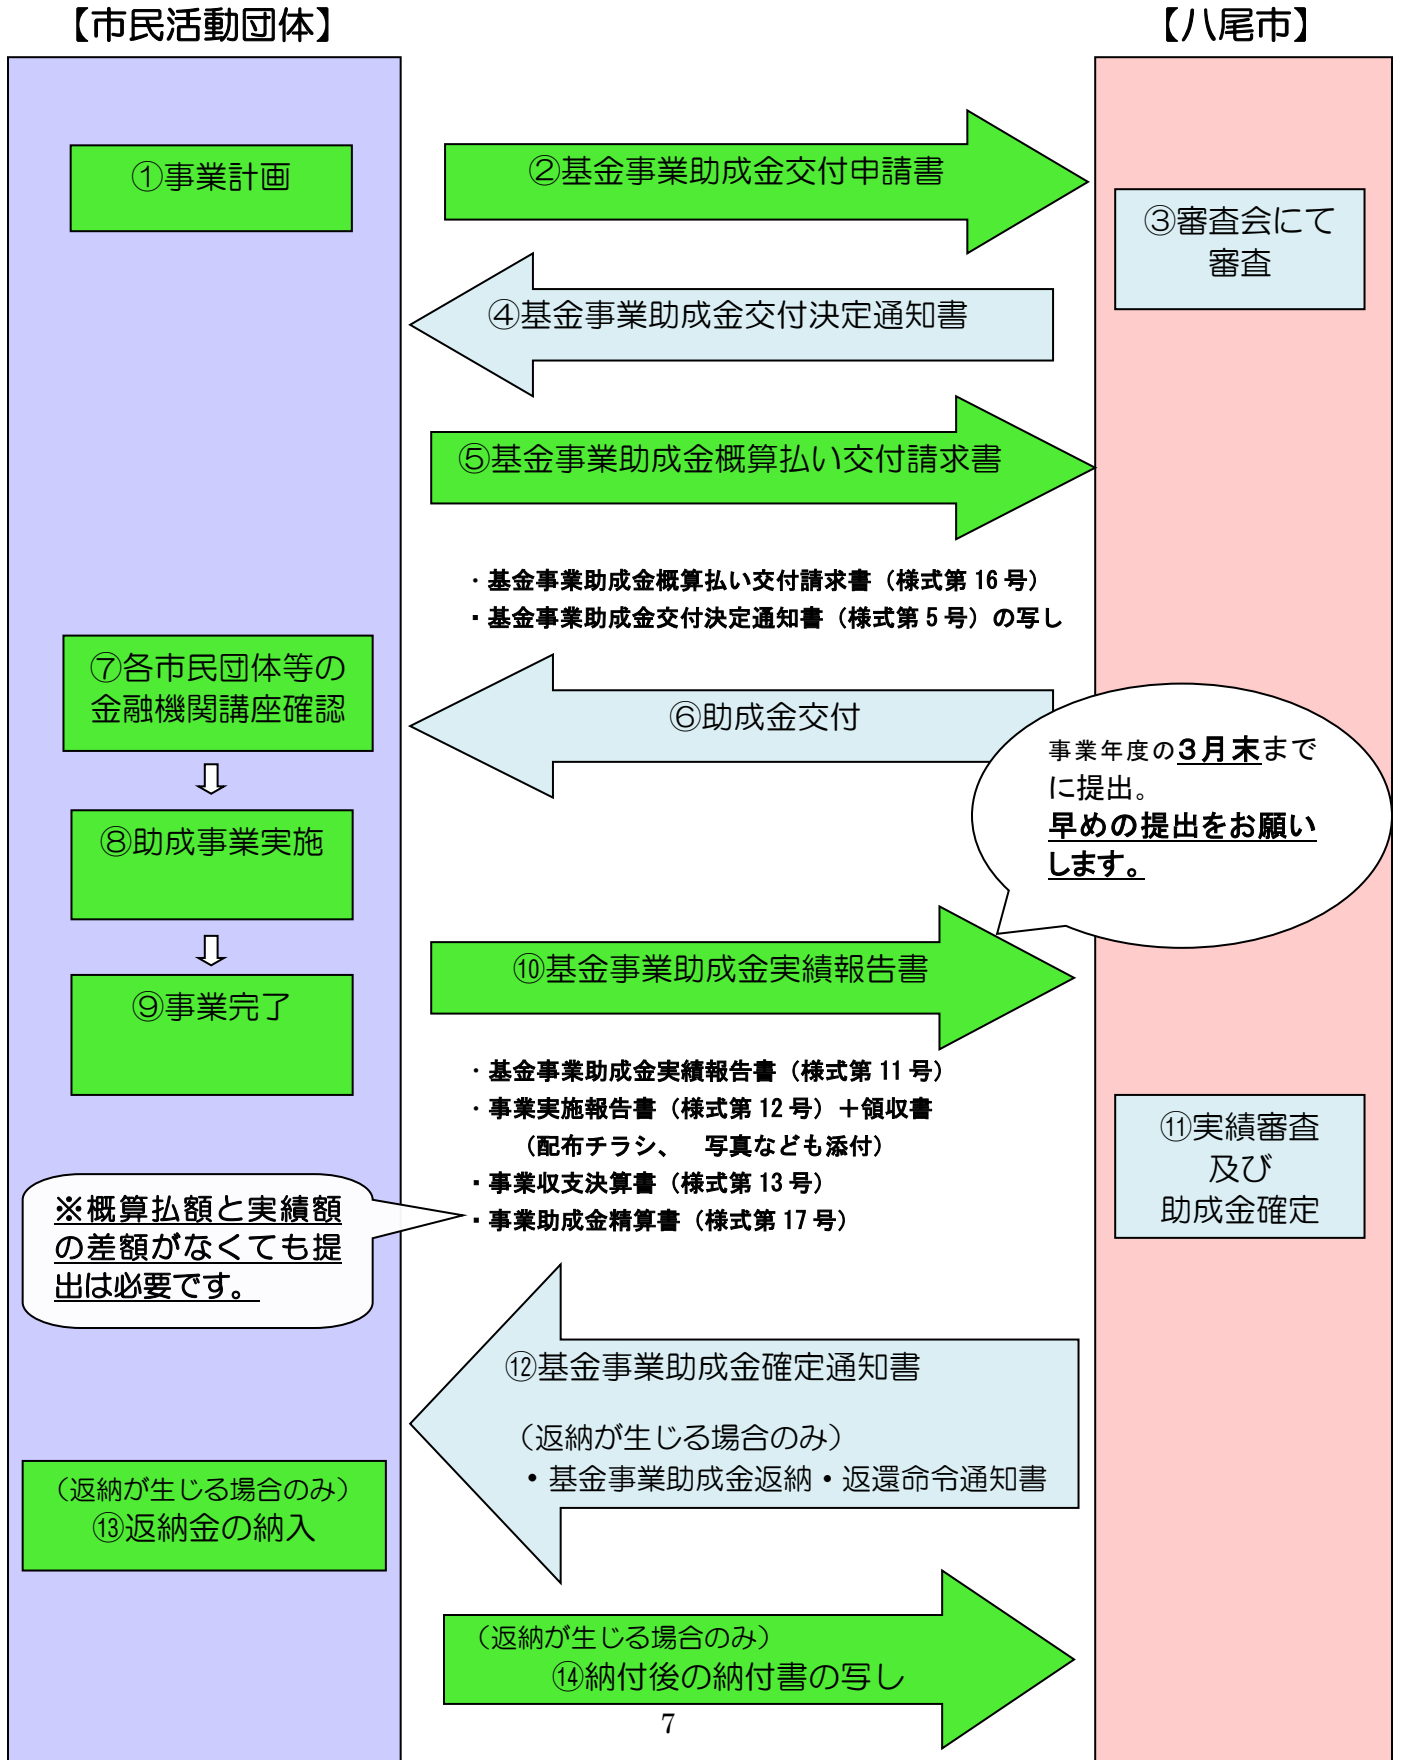 【市民活動団体】
【八尾市】
①事業計画
②基金事業助成金交付申請書
③審査会にて
審査
④基金事業助成金交付決定通知書
⑤基金事業助成金概算払い交付請求書
・基金事業助成金概算払い交付請求書（様式第16号）
・基金事業助成金交付決定通知書（様式第5号）の写し
⑦各市民団体等の
金融機関講座確認
⑥助成金交付
事業年度の３月末まで
に提出。
早めの提出をお願い
します。
⑧助成事業実施
⑨事業完了
⑩基金事業助成金実績報告書
・基金事業助成金実績報告書（様式第11号）
・事業実施報告書（様式第12号）＋領収書
（配布チラシ、　写真なども添付）
・事業収支決算書（様式第13号）
・事業助成金精算書（様式第17号）
⑪実績審査
及び
助成金確定
※概算払額と実績額
の差額がなくても提
出は必要です。
⑫基金事業助成金確定通知書
（返納が生じる場合のみ）
・基金事業助成金返納・返還命令通知書
（返納が生じる場合のみ）
⑬返納金の納入
（返納が生じる場合のみ）
⑭納付後の納付書の写し
7